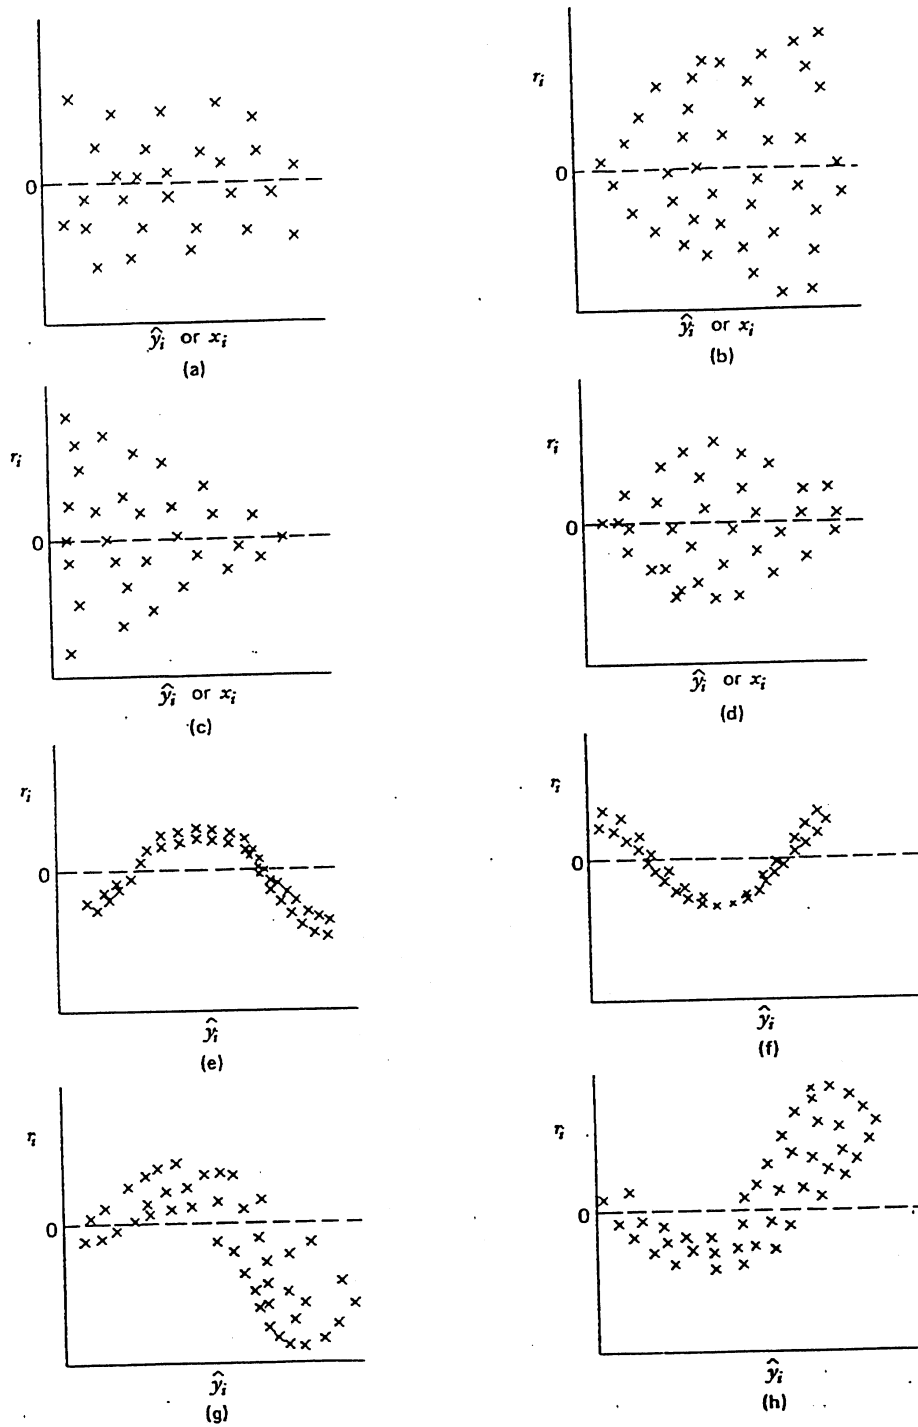 0
ŷᵢ or xᵢ
(a)
rᵢ
0
ŷᵢ or xᵢ
(b)
rᵢ
0
ŷᵢ or xᵢ
(c)
rᵢ
0
ŷᵢ or xᵢ
(d)
rᵢ
0
ŷᵢ
(e)
rᵢ
0
ŷᵢ
(f)
rᵢ
0
ŷᵢ
(g)
rᵢ
0
ŷᵢ
(h)